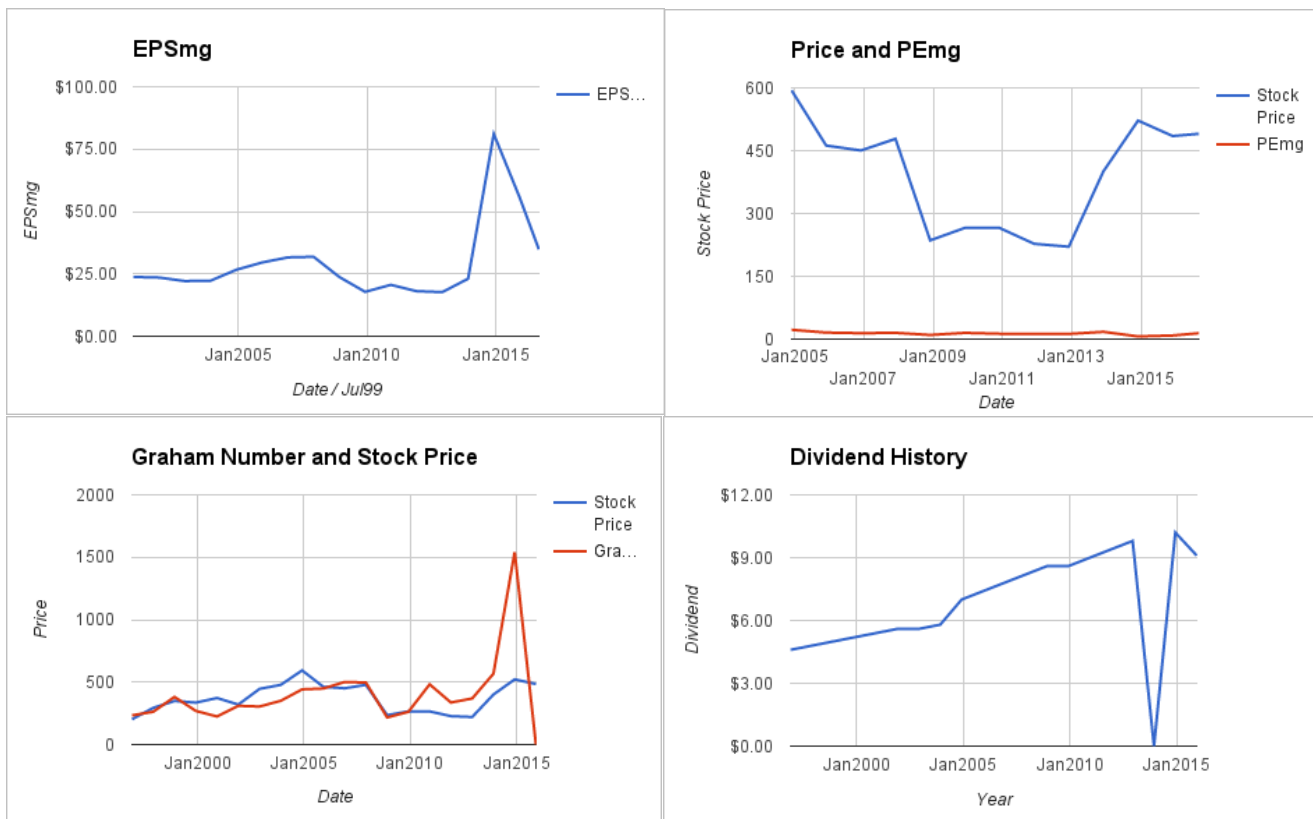 EPSmg
$100.00
$75.00
$50.00
$25.00
$0.00
EPSmg
EPS...
Jan2005
Jan2010
Jan2015
Date / Jul99
Price and PEmg
600
450
300
150
0
Stock Price
Stock
Price
PEmg
Jan2005
Jan2009
Jan2013
Jan2007
Jan2011
Jan2015
Date
Graham Number and Stock Price
2000
1500
1000
500
0
Price
Stock
Price
Gra...
Jan2000
Jan2005
Jan2010
Jan2015
Date
Dividend History
$12.00
$9.00
$6.00
$3.00
$0.00
Dividend
Jan2000
Jan2005
Jan2010
Jan2015
Year